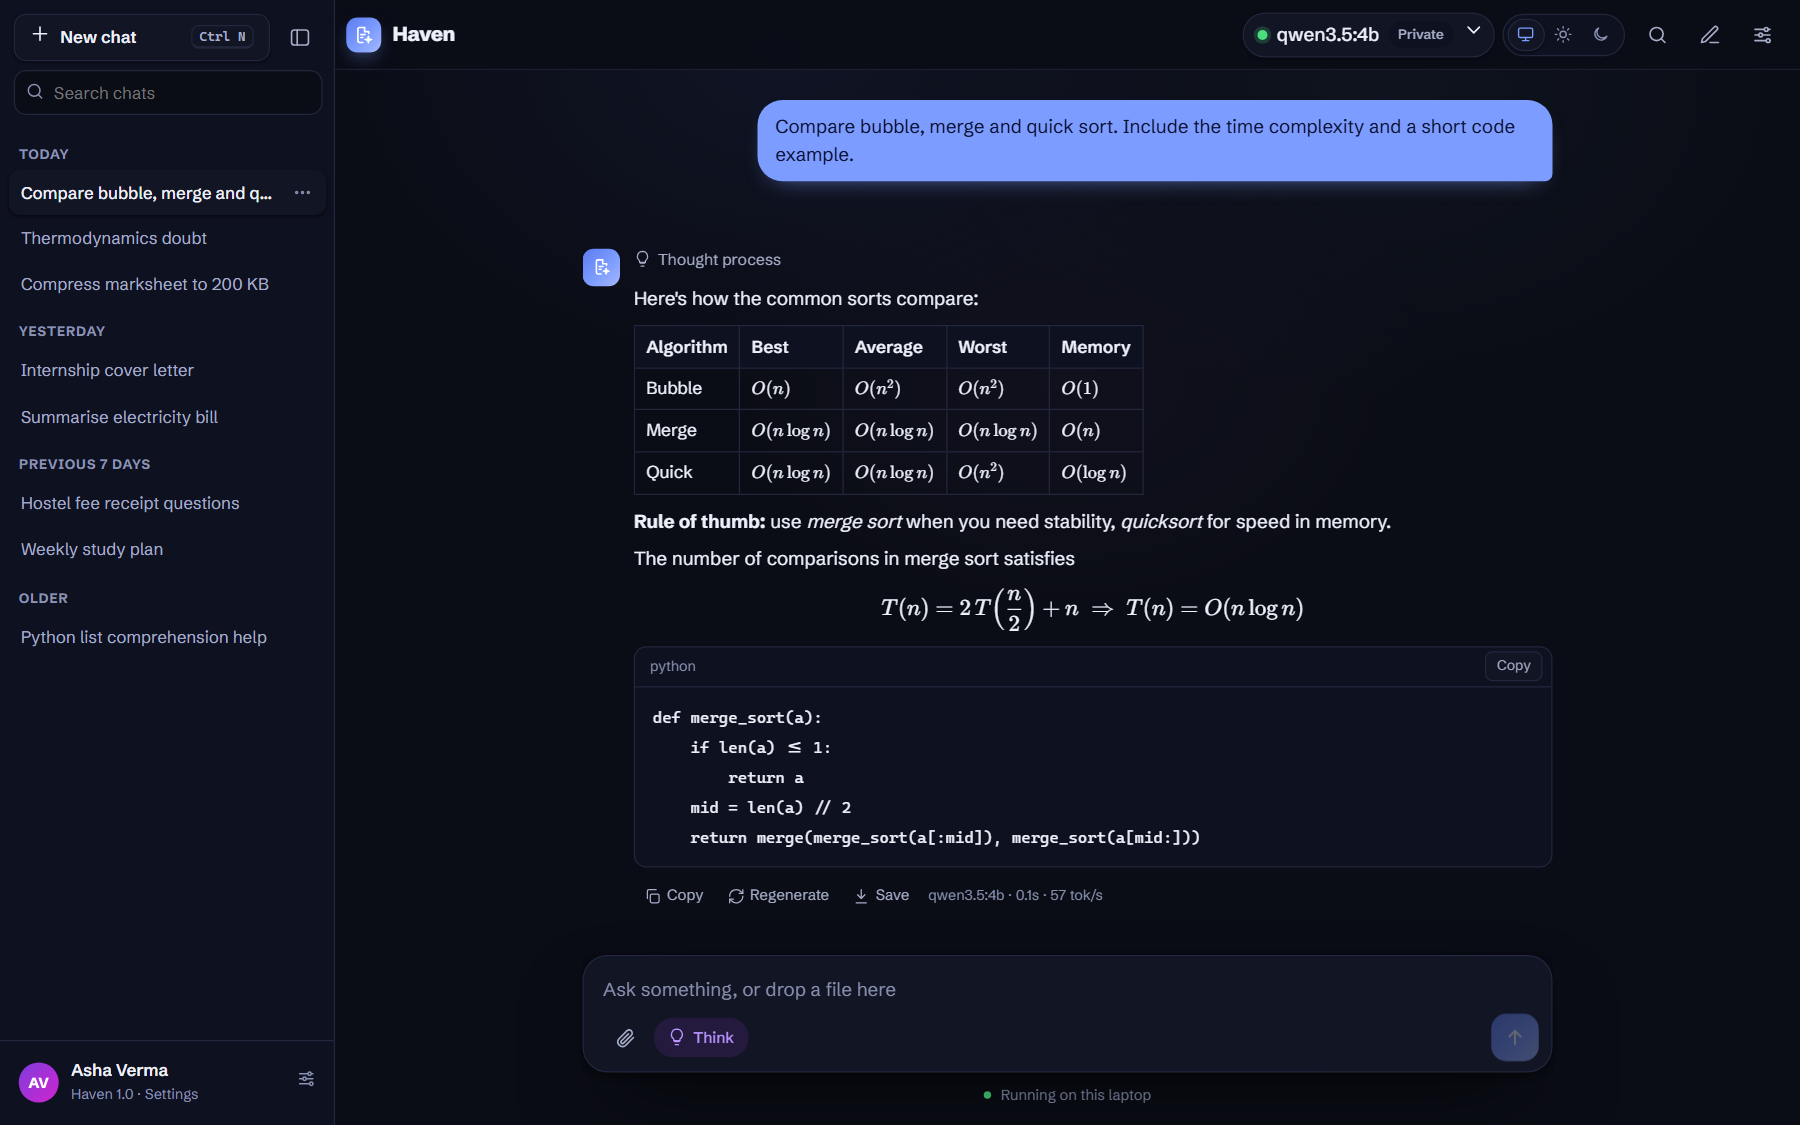 New chat
Ctrl N
Search chats
TODAY
Compare bubble, merge and q...
Thermodynamics doubt
Compress marksheet to 200 KB
YESTERDAY
Internship cover letter
Summarise electricity bill
PREVIOUS 7 DAYS
Hostel fee receipt questions
Weekly study plan
OLDER
Python list comprehension help
AV
Asha Verma
Haven 1.0 · Settings
Haven
qwen3.5:4b Private
Compare bubble, merge and quick sort. Include the time complexity and a short code
example.
Thought process
Here's how the common sorts compare:
Algorithm Best Average Worst Memory
Bubble O(n) O(n²) O(n²) O(1)
Merge O(n log n) O(n log n) O(n log n) O(n)
Quick O(n log n) O(n log n) O(n²) O(log n)
Rule of thumb: use merge sort when you need stability, quicksort for speed in memory.
The number of comparisons in merge sort satisfies
T(n) = 2 T(n/2) + n ⇒ T(n) = O(n log n)
python
Copy
def merge_sort(a):
    if len(a) ≤ 1:
        return a
    mid = len(a) // 2
    return merge(merge_sort(a[:mid]), merge_sort(a[mid:]))
Copy Regenerate Save qwen3.5:4b · 0.1s · 57 tok/s
Ask something, or drop a file here
Think
Running on this laptop